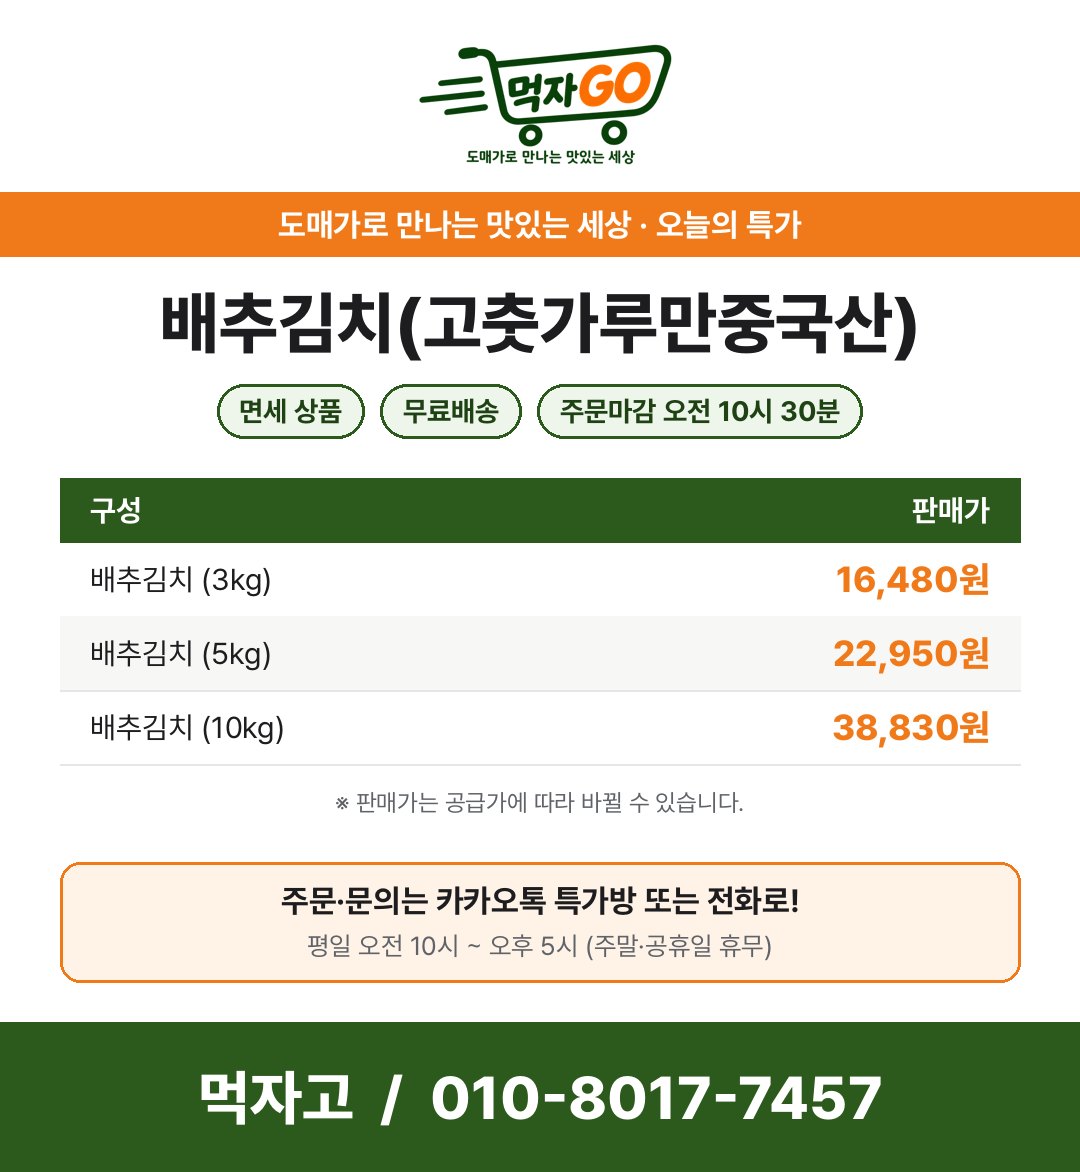 먹자GO
도매가로 만나는 맛있는 세상
도매가로 만나는 맛있는 세상 · 오늘의 특가
배추김치(고춧가루만중국산)
면세 상품 무료배송 주문마감 오전 10시 30분
구성 판매가
배추김치 (3kg) 16,480원
배추김치 (5kg) 22,950원
배추김치 (10kg) 38,830원
※ 판매가는 공급가에 따라 바뀔 수 있습니다.
주문·문의는 카카오톡 특가방 또는 전화로!
평일 오전 10시 ~ 오후 5시 (주말·공휴일 휴무)
먹자고 / 010-8017-7457